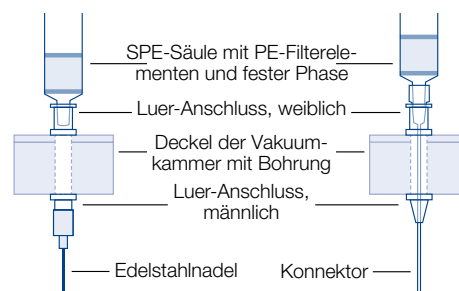 SPE-Säule mit PE-Filterele-
menten und fester Phase
Luer-Anschluss, weiblich
Deckel der Vakuum-
kammer mit Bohrung
Luer-Anschluss,
männlich
Edelstahlnadel
Konnektor